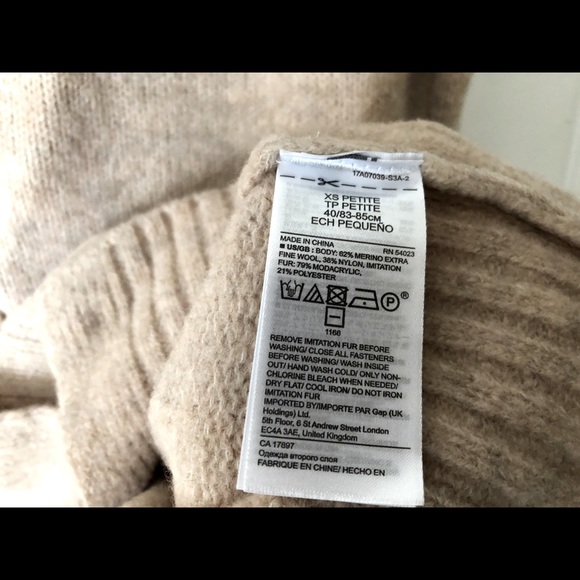 17A07039-S3A-2
XS PETITE
TP PETITE
40/83-85см
ECH PEQUEÑO
MADE IN CHINA RN 54023
■ US/GB : BODY: 62% MERINO EXTRA
FINE WOOL, 38% NYLON, IMITATION
FUR: 79% MODACRYLIC,
21% POLYESTER
P ®
1166
REMOVE IMITATION FUR BEFORE
WASHING/ CLOSE ALL FASTENERS
BEFORE WASHING/ WASH INSIDE
OUT/ HAND WASH COLD/ ONLY NON-
CHLORINE BLEACH WHEN NEEDED/
DRY FLAT/ COOL IRON/ DO NOT IRON
IMITATION FUR
IMPORTED BY/IMPORTE PAR Gap (UK
Holdings) Ltd.
5th Floor, 6 St Andrew Street London
EC4A 3AE, United Kingdom
CA 17897
Одежда второго слоя
FABRIQUE EN CHINE/ HECHO EN